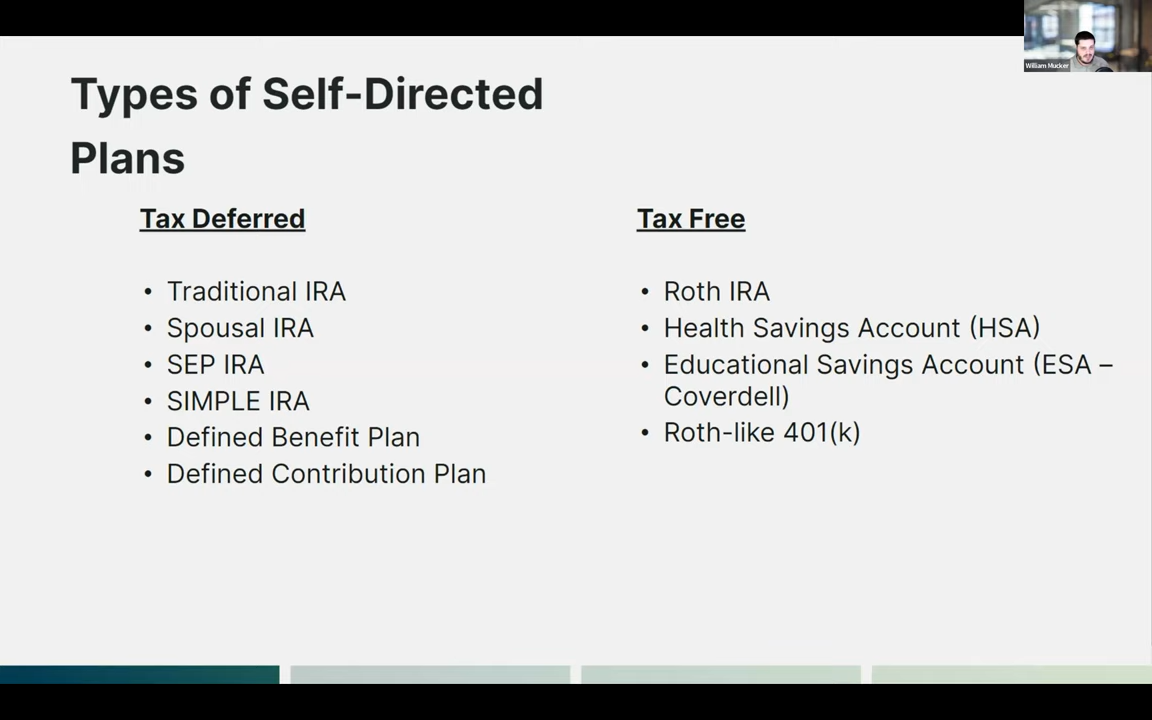 William Mucker
Types of Self-Directed
Plans
Tax Deferred
• Traditional IRA
• Spousal IRA
• SEP IRA
• SIMPLE IRA
• Defined Benefit Plan
• Defined Contribution Plan
Tax Free
• Roth IRA
• Health Savings Account (HSA)
• Educational Savings Account (ESA –
Coverdell)
• Roth-like 401(k)